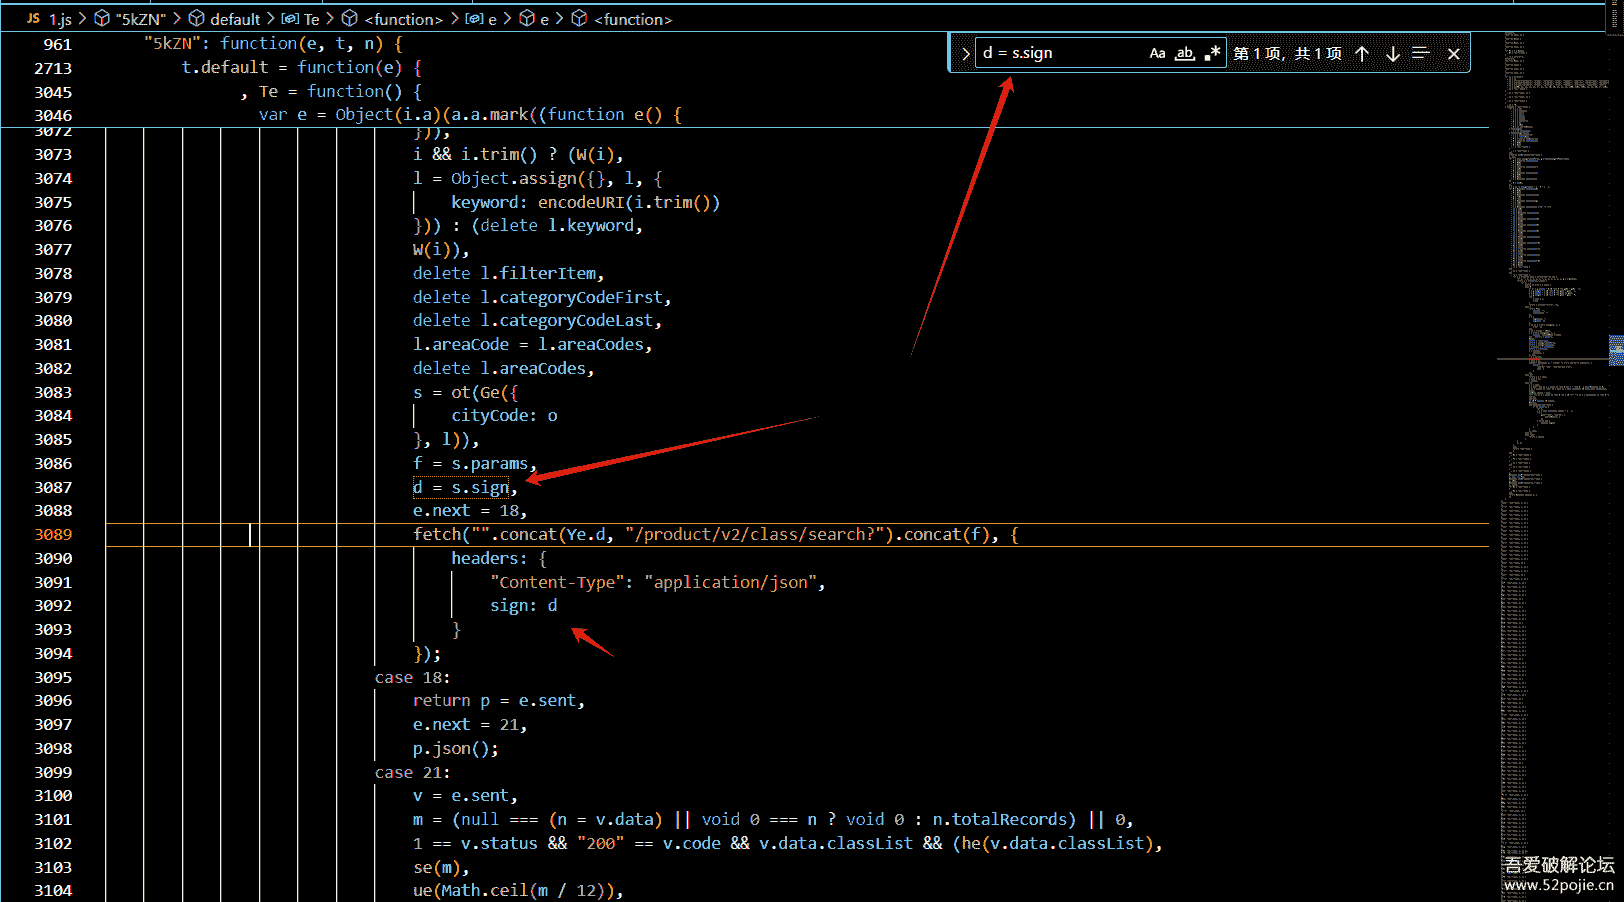 JS 1.js > "5kZN" > default > Te > <function> > e > e > <function>
d = s.sign Aa ab .* 第 1 项，共 1 项
961 "5kZN": function(e, t, n) {
2713 t.default = function(e) {
3045 , Te = function() {
3046 var e = Object(i.a)(a.a.mark((function e() {
3072 })),
3073 i && i.trim() ? (W(i),
3074 l = Object.assign({}, l, {
3075 keyword: encodeURI(i.trim())
3076 })) : (delete l.keyword,
3077 W(i)),
3078 delete l.filterItem,
3079 delete l.categoryCodeFirst,
3080 delete l.categoryCodeLast,
3081 l.areaCode = l.areaCodes,
3082 delete l.areaCodes,
3083 s = ot(Ge({
3084 cityCode: o
3085 }, l)),
3086 f = s.params,
3087 d = s.sign,
3088 e.next = 18,
3089 fetch("".concat(Ye.d, "/product/v2/class/search?").concat(f), {
3090 headers: {
3091 "Content-Type": "application/json",
3092 sign: d
3093 }
3094 });
3095 case 18:
3096 return p = e.sent,
3097 e.next = 21,
3098 p.json();
3099 case 21:
3100 v = e.sent,
3101 m = (null === (n = v.data) || void 0 === n ? void 0 : n.totalRecords) || 0,
3102 1 == v.status && "200" == v.code && v.data.classList && (he(v.data.classList),
3103 se(m),
3104 ue(Math.ceil(m / 12)),
吾爱破解论坛
www.52pojie.cn